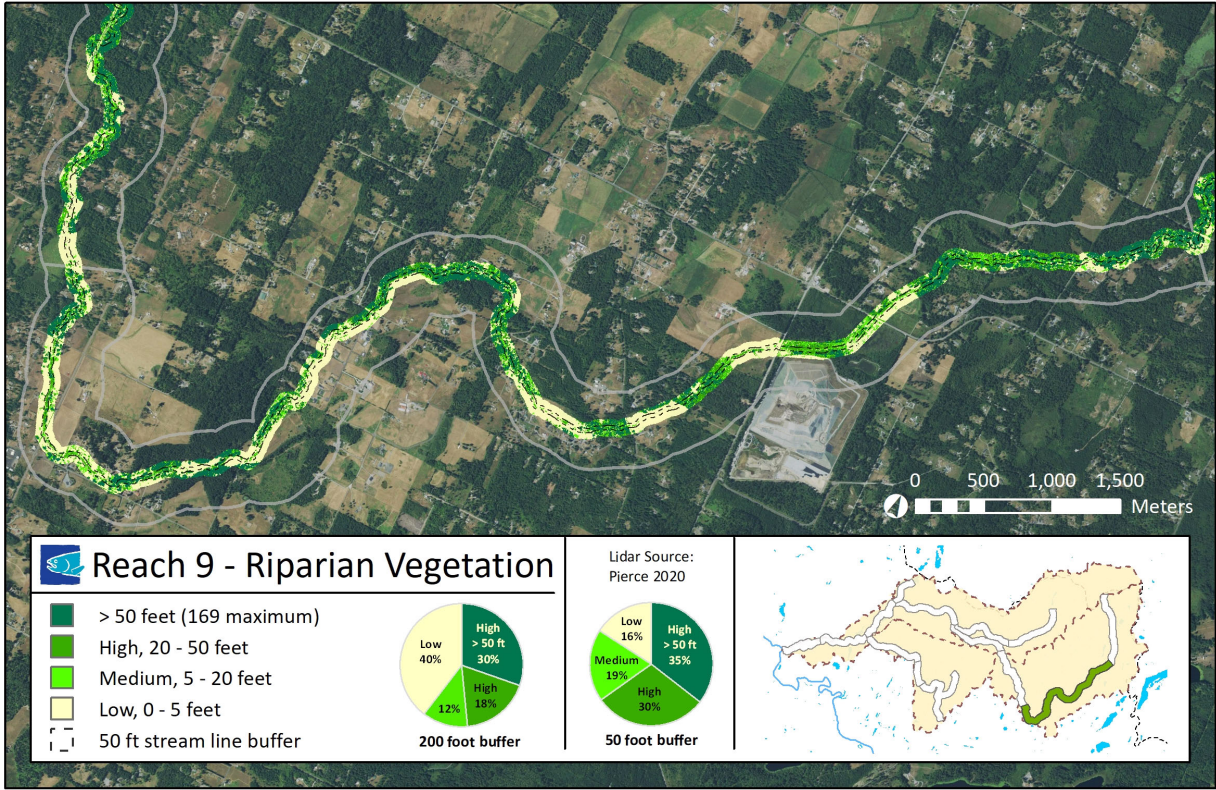 0 500 1,000 1,500
Meters
Reach 9 - Riparian Vegetation
> 50 feet (169 maximum)
High, 20 - 50 feet
Medium, 5 - 20 feet
Low, 0 - 5 feet
50 ft stream line buffer
Low
40%
High
> 50 ft
30%
High
18%
12%
200 foot buffer
Lidar Source:
Pierce 2020
Low
16%
High
> 50 ft
35%
Medium
19%
High
30%
50 foot buffer